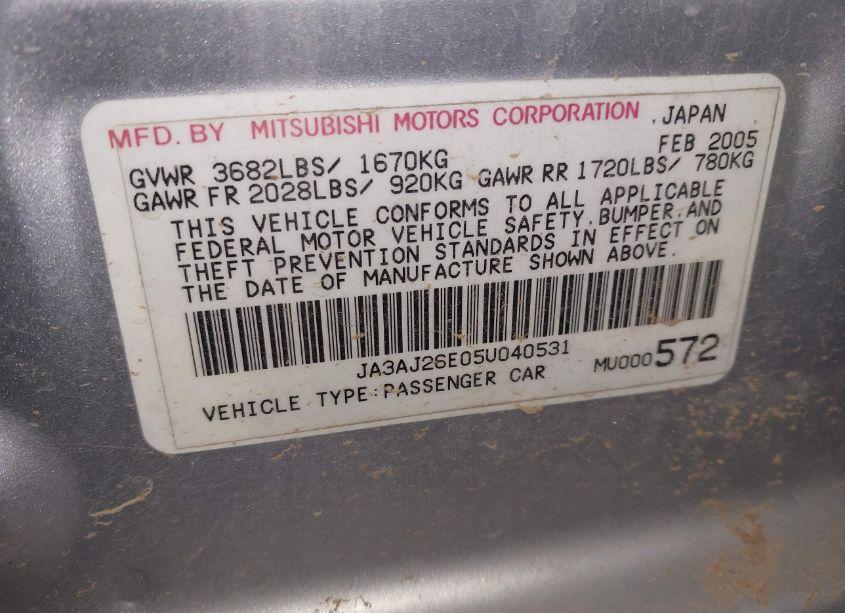 MFD. BY MITSUBISHI MOTORS CORPORATION , JAPAN
FEB 2005
GVWR 3682LBS/ 1670KG
GAWR FR 2028LBS/ 920KG GAWR RR 1720LBS/ 780KG
THIS VEHICLE CONFORMS TO ALL APPLICABLE
FEDERAL MOTOR VEHICLE SAFETY, BUMPER, AND
THEFT PREVENTION STANDARDS IN EFFECT ON
THE DATE OF MANUFACTURE SHOWN ABOVE.
JA3AJ26E05U040531
MU000572
VEHICLE TYPE:PASSENGER CAR